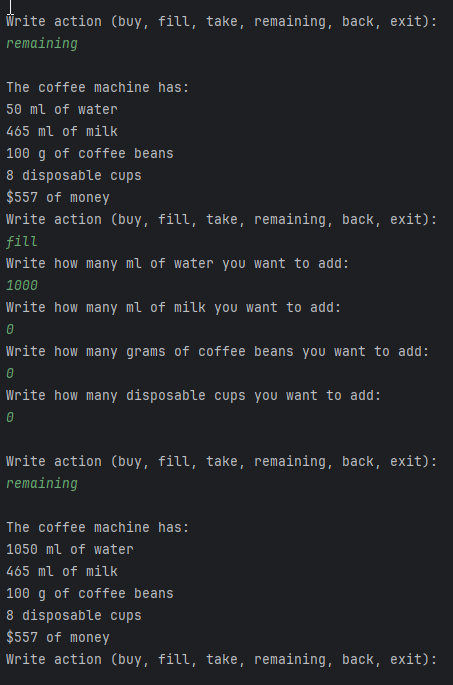 Write action (buy, fill, take, remaining, back, exit):
remaining
The coffee machine has:
50 ml of water
465 ml of milk
100 g of coffee beans
8 disposable cups
$557 of money
Write action (buy, fill, take, remaining, back, exit):
fill
Write how many ml of water you want to add:
1000
Write how many ml of milk you want to add:
0
Write how many grams of coffee beans you want to add:
0
Write how many disposable cups you want to add:
0
Write action (buy, fill, take, remaining, back, exit):
remaining
The coffee machine has:
1050 ml of water
465 ml of milk
100 g of coffee beans
8 disposable cups
$557 of money
Write action (buy, fill, take, remaining, back, exit):